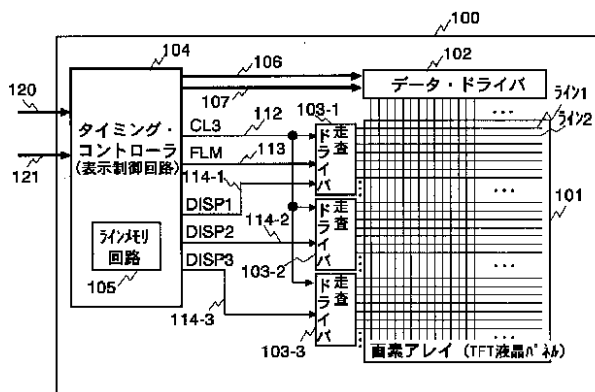 100
104
106
102
120
データ・ドライバ
107
103-1
ライン1
CL3
112
ライン2
タイミング・
コントローラ
(表示制御回路)
走査
ドライバ
FLM
113
121
114-1
101
DISP1
114-2
走査
ドライバ
DISP2
ラインメモリ
回路
103-2
DISP3
105
走査
ドライバ
114-3
103-3
画素アレイ (TFT液晶パネル)